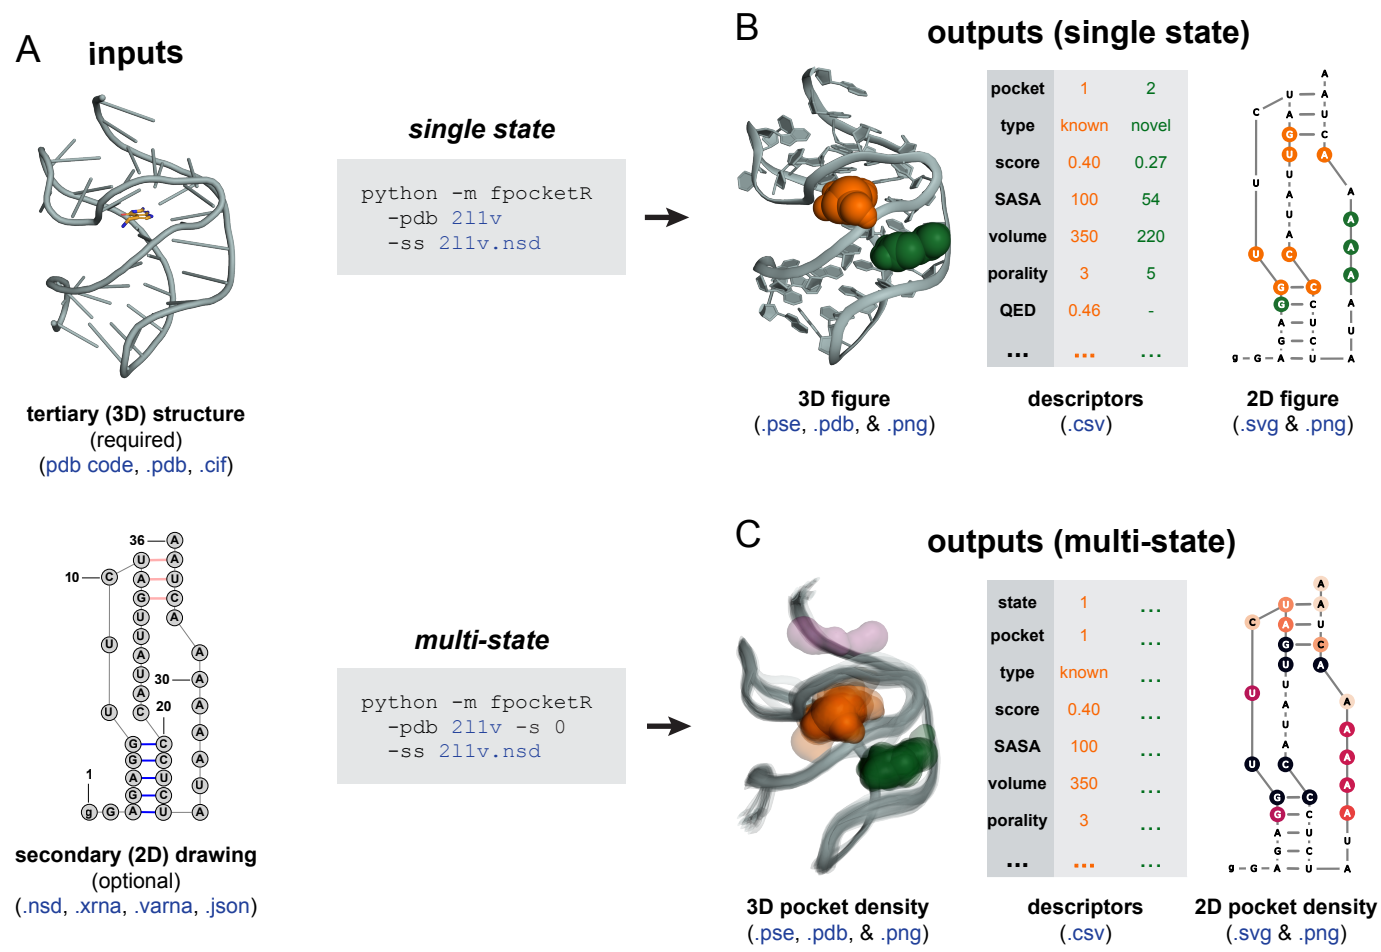 A
inputs
tertiary (3D) structure
(required)
(pdb code, .pdb, .cif)
36
A
U A
10 C A U
G C
U A
U
U U A
A A
30 A
U A
A A
20
U C A
G C A
G C A
A U U
G C
1
g G A U A
secondary (2D) drawing
(optional)
(.nsd, .xrna, .varna, .json)
single state
python -m fpocketR
-pdb 2l1v
-ss 2l1v.nsd
multi-state
python -m fpocketR
-pdb 2l1v -s 0
-ss 2l1v.nsd
B
outputs (single state)
3D figure
(.pse, .pdb, & .png)
pocket 1 2
type known novel
score 0.40 0.27
SASA 100 54
volume 350 220
porality 3 5
QED 0.46 -
... ... ...
descriptors
(.csv)
A
U A
C A U
G C
U A
U
U A A
U A
A A
U C A
G C A
G C A
A U U
G C
g G A U A
2D figure
(.svg & .png)
C
outputs (multi-state)
3D pocket density
(.pse, .pdb, & .png)
state 1 ...
pocket 1 ...
type known ...
score 0.40 ...
SASA 100 ...
volume 350 ...
porality 3 ...
... ... ...
descriptors
(.csv)
A
U A
C A U
G C
U A
U U
A A
U A
A A
U C A
G C A
G C
A U U
G C
g G A U A
2D pocket density
(.svg & .png)